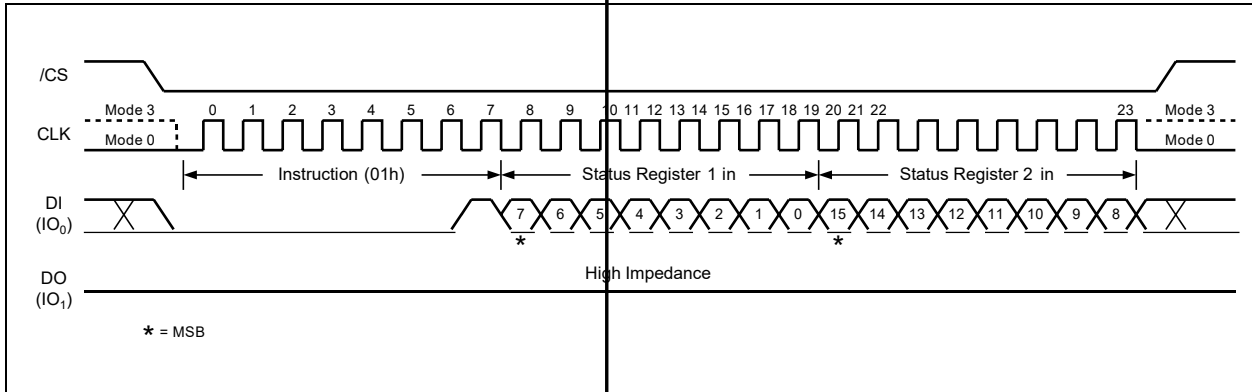 /CS
Mode 3 0 1 2 3 4 5 6 7 8 9 10 11 12 13 14 15 16 17 18 19 20 21 22 23 Mode 3
CLK
Mode 0 Mode 0
Instruction (01h) Status Register 1 in Status Register 2 in
DI
(IO0)
7 6 5 4 3 2 1 0 15 14 13 12 11 10 9 8
* *
High Impedance
DO
(IO1)
* = MSB